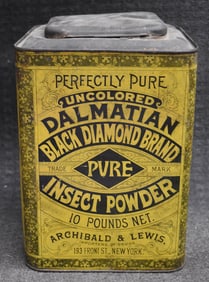 PERFECTLY PURE
UNCOLORED
DALMATIAN
BLACK DIAMOND BRAND
TRADE PURE MARK
INSECT POWDER
10 POUNDS NET.
ARCHIBALD & LEWIS.
193 FRONT ST., NEW YORK.